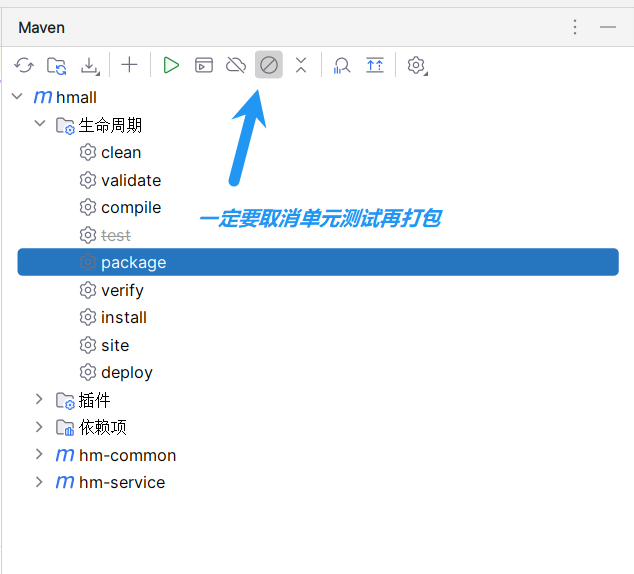 Maven
hmall
生命周期
clean
validate
compile
一定要取消单元测试再打包
test
package
verify
install
site
deploy
插件
依赖项
hm-common
hm-service